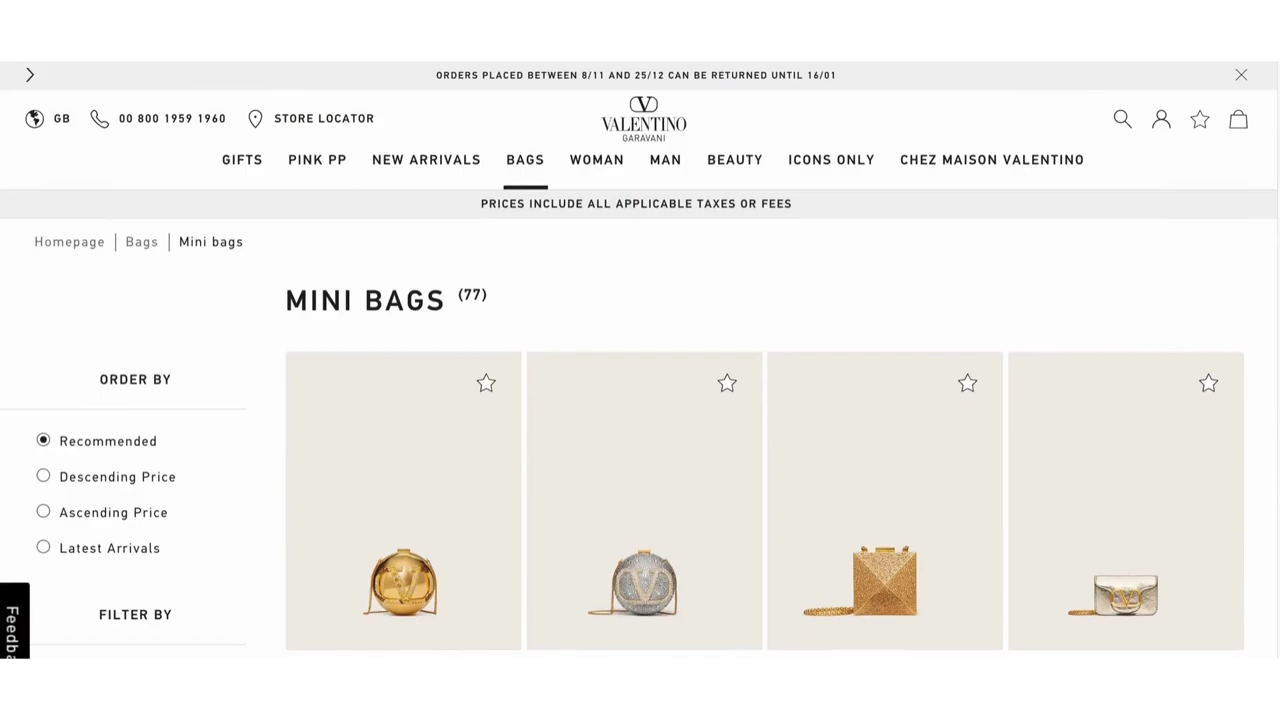 ORDERS PLACED BETWEEN 8/11 AND 25/12 CAN BE RETURNED UNTIL 16/01
GB 00 800 1959 1960 STORE LOCATOR
V
VALENTINO
GARAVANI
GIFTS PINK PP NEW ARRIVALS BAGS WOMAN MAN BEAUTY ICONS ONLY CHEZ MAISON VALENTINO
PRICES INCLUDE ALL APPLICABLE TAXES OR FEES
Homepage | Bags | Mini bags
MINI BAGS (77)
ORDER BY
Recommended
Descending Price
Ascending Price
Latest Arrivals
FILTER BY
Feedba